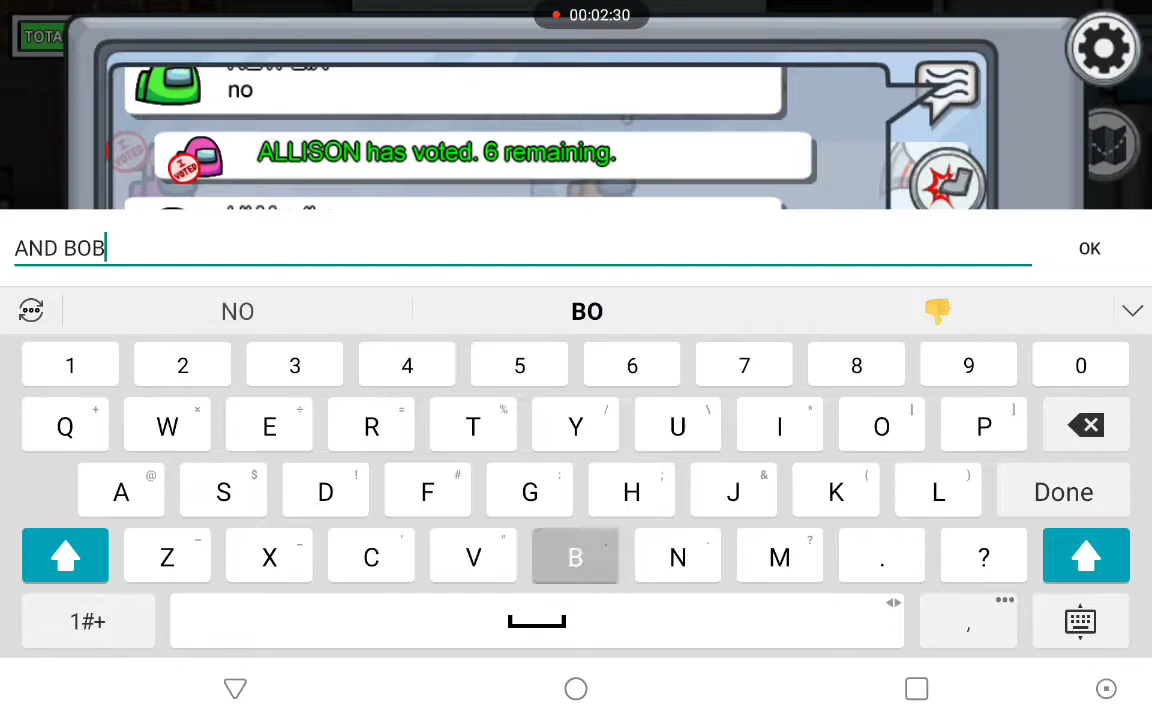 00:02:30
TOTA
no
I VOTED
ALLISON has voted. 6 remaining.
AND BOB
OK
NO BO 👎
1 2 3 4 5 6 7 8 9 0
Q + W × E ÷ R = T % Y / U \ I * O | P ]
A @ S $ D ! F # G : H ; J & K ( L ) Done
Z X C V B N M ? . ?
1#+ ,